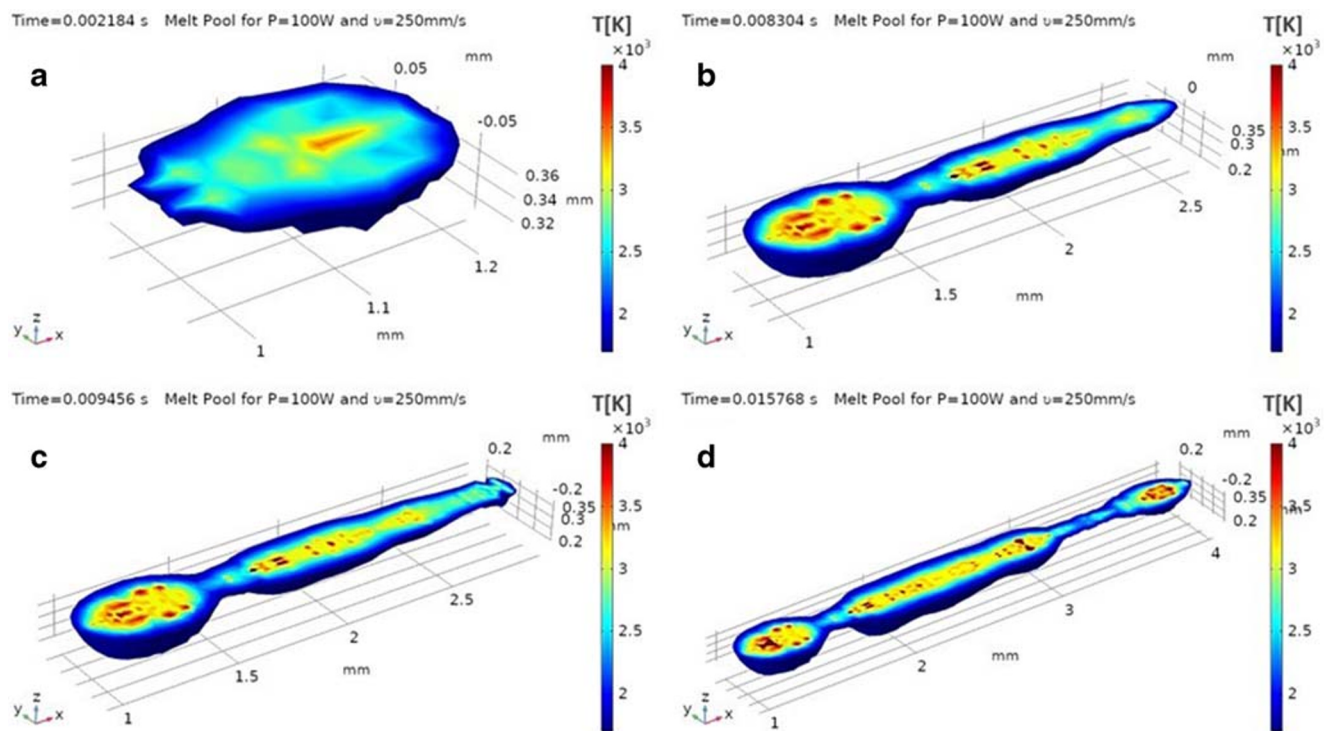 Time=0.002184 s Melt Pool for P=100W and υ=250mm/s
T[K]
×10³
a
mm
0.05
-0.05
0.36
0.34 mm
0.32
1.2
1.1
mm
1
4
3.5
3
2.5
2
y z x
Time=0.008304 s Melt Pool for P=100W and υ=250mm/s
T[K]
×10³
b
mm
0
0.35
0.3 mm
0.2
2.5
2
1.5
mm
1
4
3.5
3
2.5
2
y z x
Time=0.009456 s Melt Pool for P=100W and υ=250mm/s
T[K]
×10³
c
mm
0.2
-0.2
0.35
0.3 mm
0.2
2.5
2
1.5
mm
1
4
3.5
3
2.5
2
y z x
Time=0.015768 s Melt Pool for P=100W and υ=250mm/s
T[K]
×10³
d
mm
0.2
-0.2
0.35
0.2
4
3
2
mm
1
4
3.5
3
2.5
2
y z x